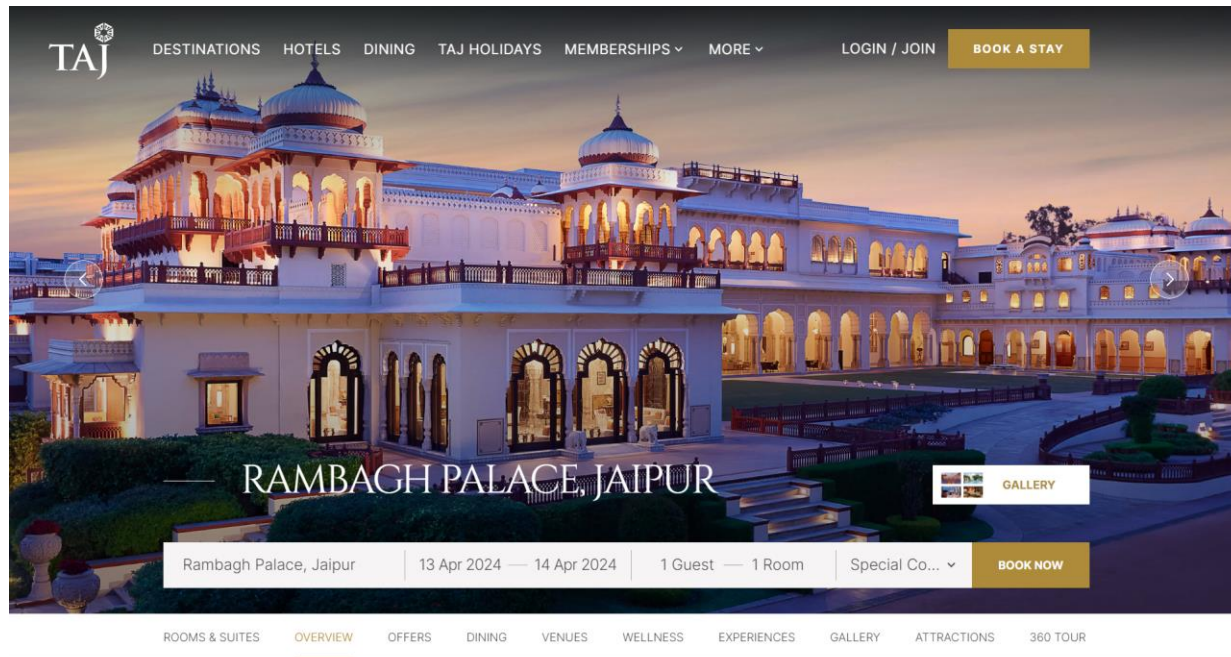 TAJ
DESTINATIONS HOTELS DINING TAJ HOLIDAYS MEMBERSHIPS MORE LOGIN / JOIN BOOK A STAY
RAMBAGH PALACE, JAIPUR
GALLERY
Rambagh Palace, Jaipur 13 Apr 2024 — 14 Apr 2024 1 Guest — 1 Room Special Co... BOOK NOW
ROOMS & SUITES OVERVIEW OFFERS DINING VENUES WELLNESS EXPERIENCES GALLERY ATTRACTIONS 360 TOUR